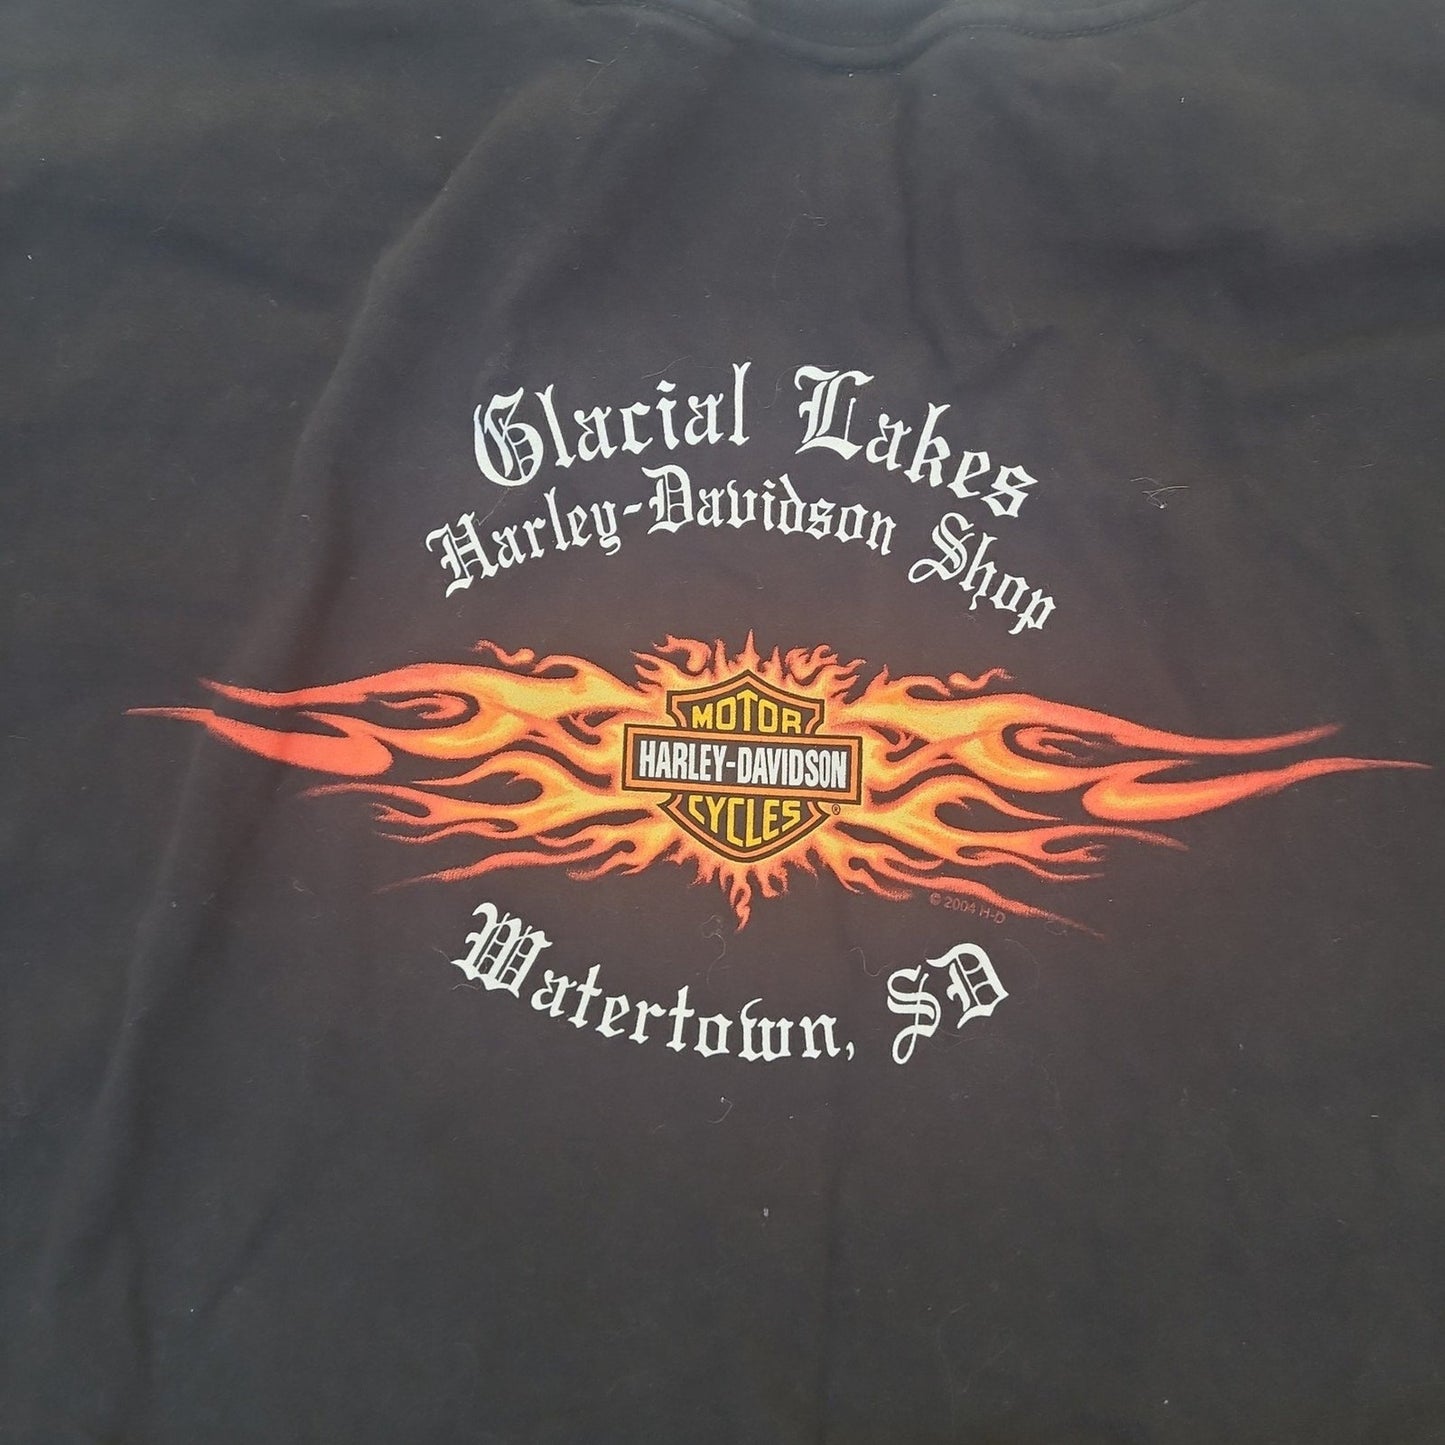 Glacial Lakes
Harley-Davidson Shop
MOTOR
HARLEY-DAVIDSON
CYCLES ®
© 2004 H-D
Watertown, SD